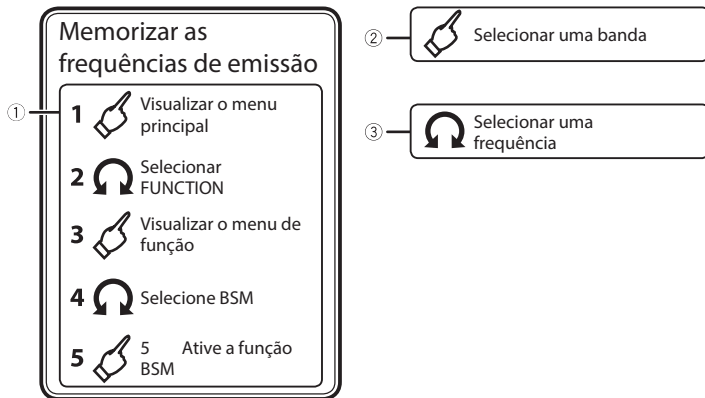 Memorizar as
frequências de emissão
①
1 Visualizar o menu
principal
2 Selecionar
FUNCTION
3 Visualizar o menu de
função
4 Selecione BSM
5 5 Ative a função
BSM
② Selecionar uma banda
③ Selecionar uma
frequência